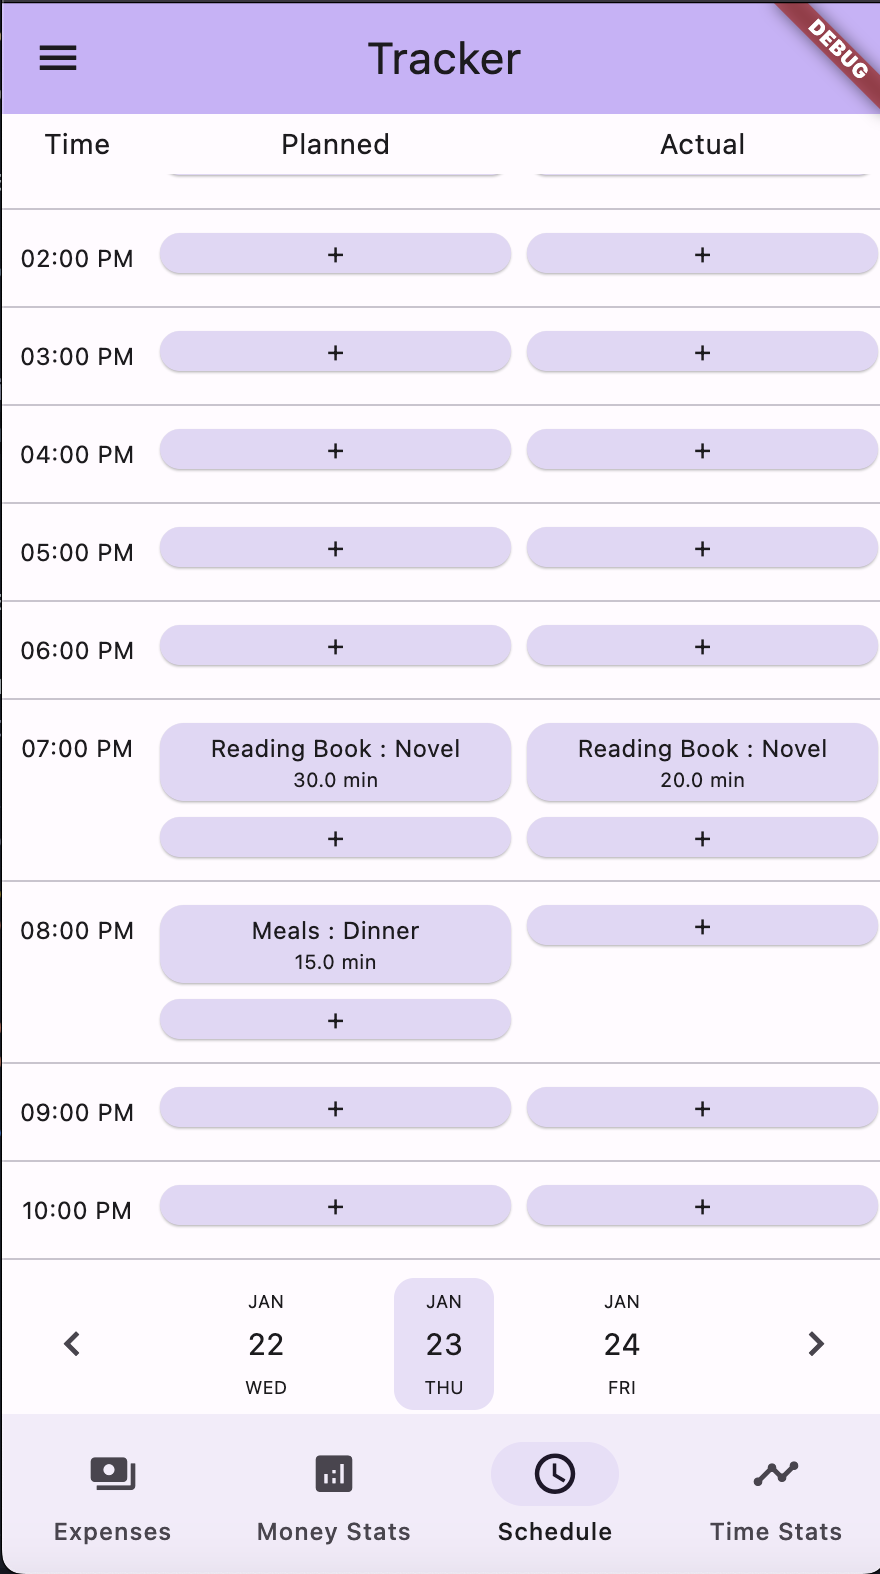 Tracker
DEBUG
Time Planned Actual
02:00 PM + +
03:00 PM + +
04:00 PM + +
05:00 PM + +
06:00 PM + +
07:00 PM Reading Book : Novel Reading Book : Novel
30.0 min 20.0 min
+ +
08:00 PM Meals : Dinner +
15.0 min
+
09:00 PM + +
10:00 PM + +
JAN JAN JAN
22 23 24
WED THU FRI
Expenses Money Stats Schedule Time Stats